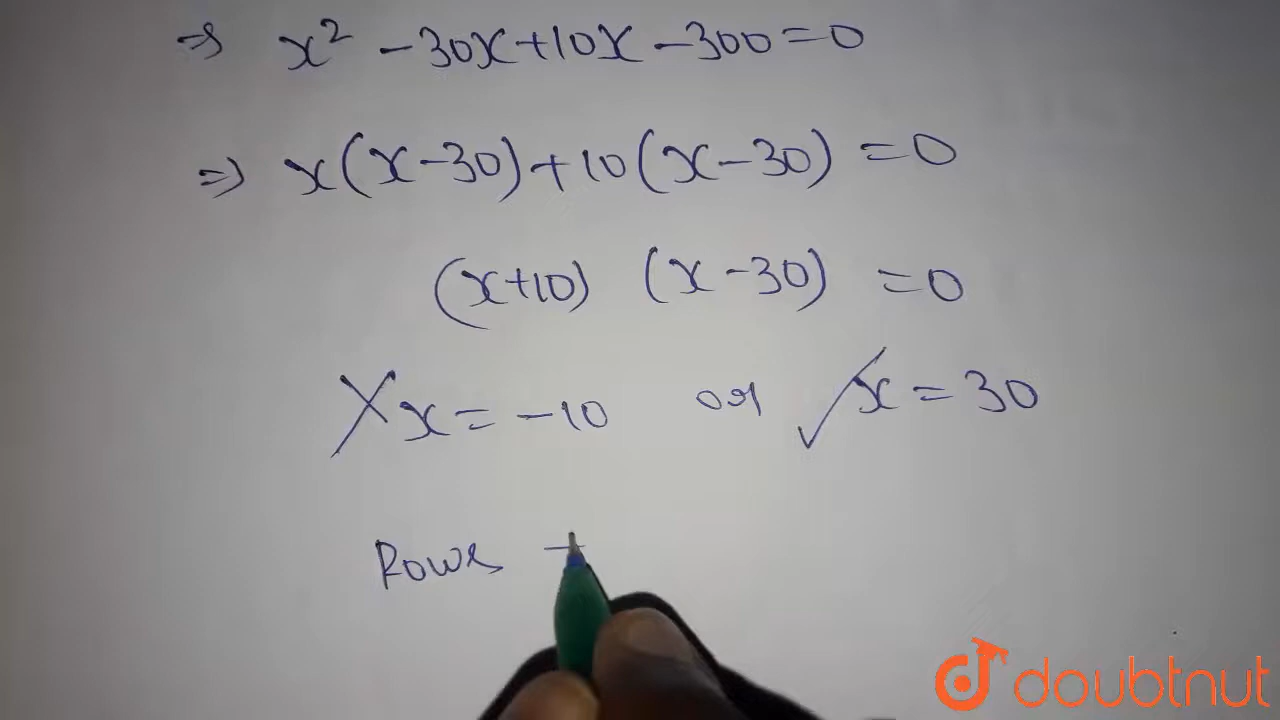 ⇒ x² - 30x + 10x - 300 = 0
⇒ x(x - 30) + 10(x - 30) = 0
(x + 10) (x - 30) = 0
x = -10 or x = 30
Rows
doubtnut